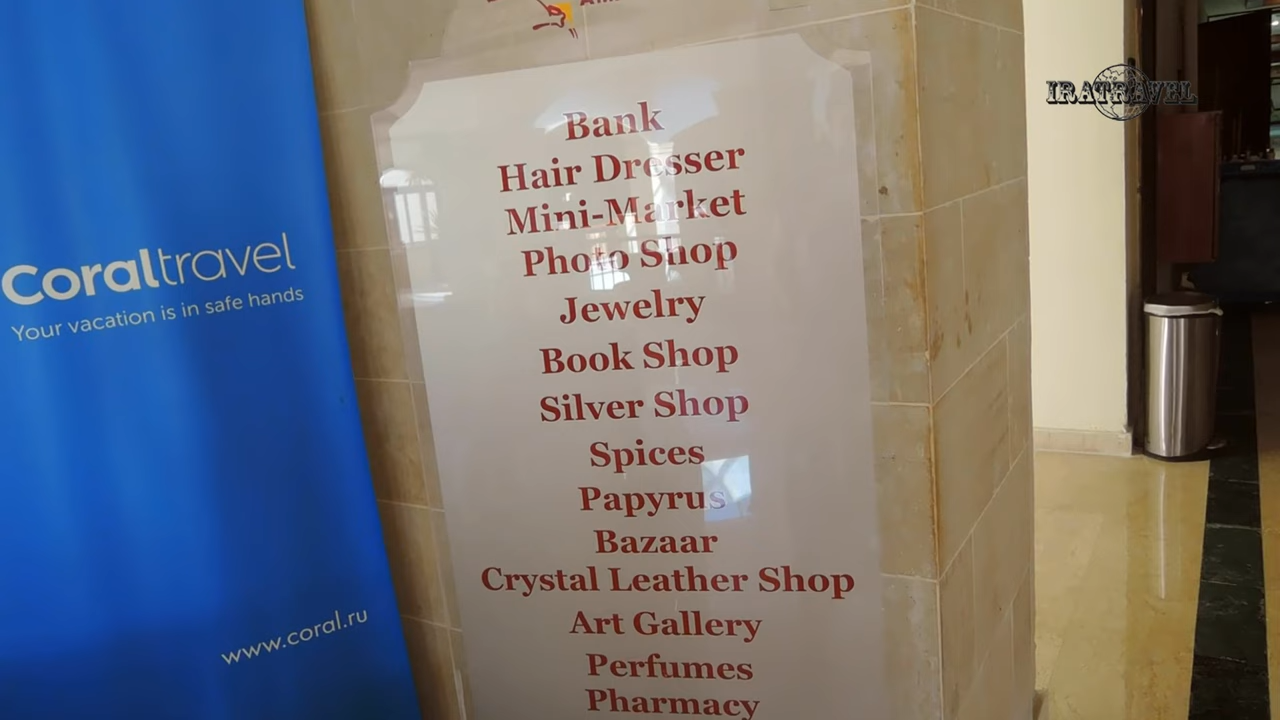 Coraltravel
Your vacation is in safe hands
www.coral.ru
Bank
Hair Dresser
Mini-Market
Photo Shop
Jewelry
Book Shop
Silver Shop
Spices
Papyrus
Bazaar
Crystal Leather Shop
Art Gallery
Perfumes
Pharmacy
IRATRAVEL